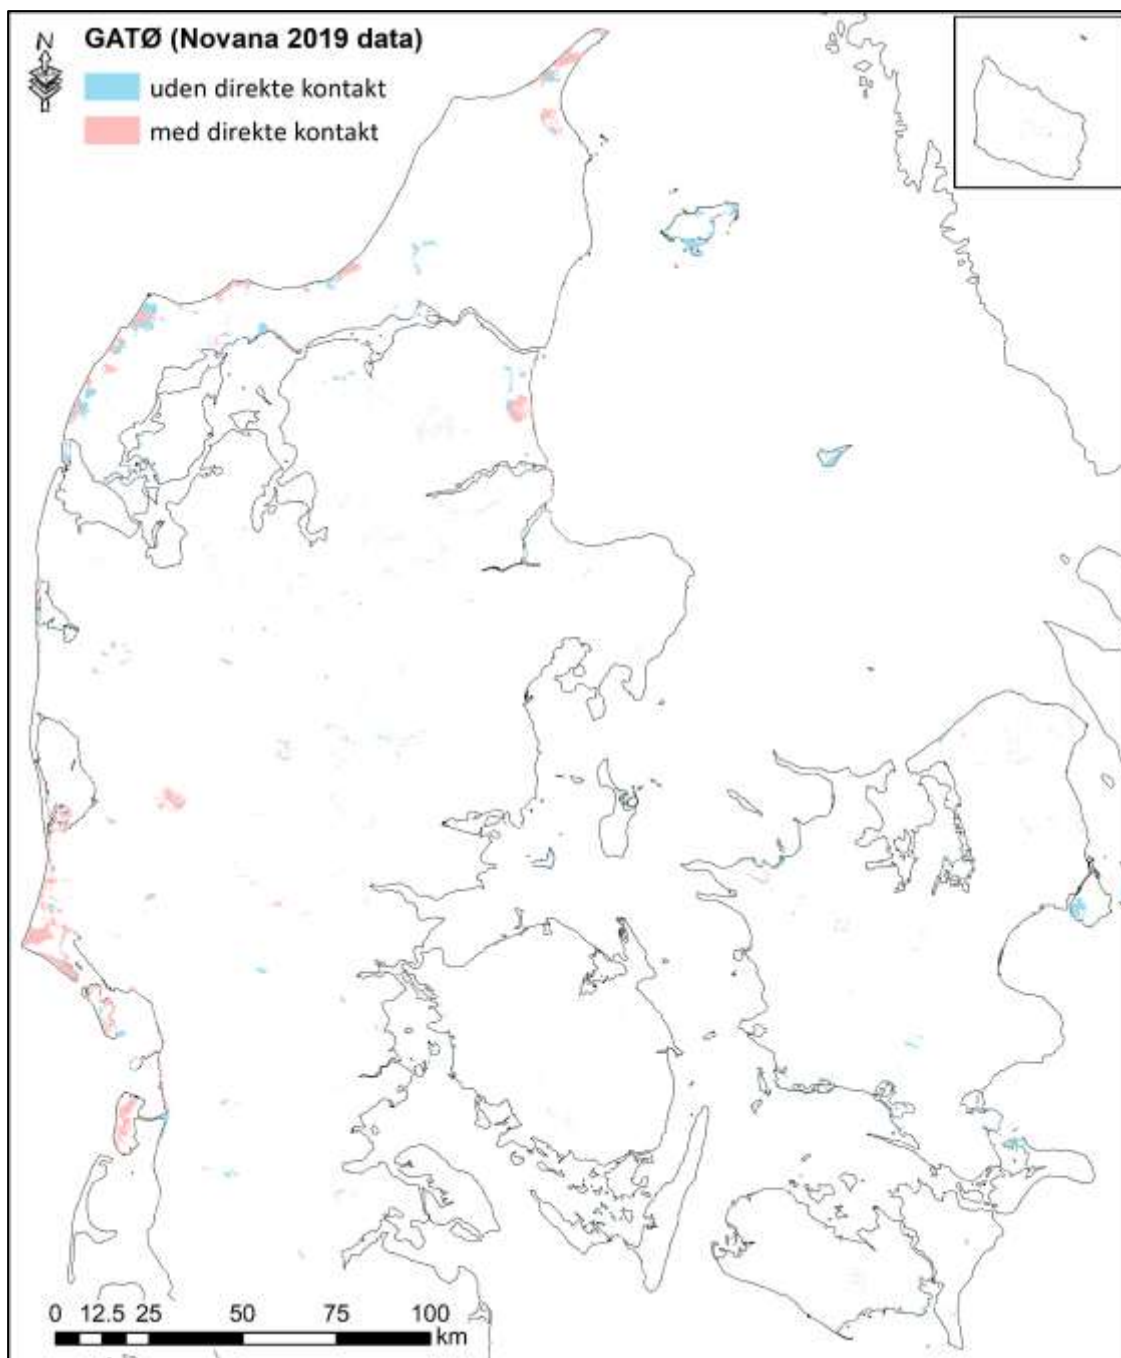 N
GATØ (Novana 2019 data)
uden direkte kontakt
med direkte kontakt
0 12.5 25 50 75 100
km